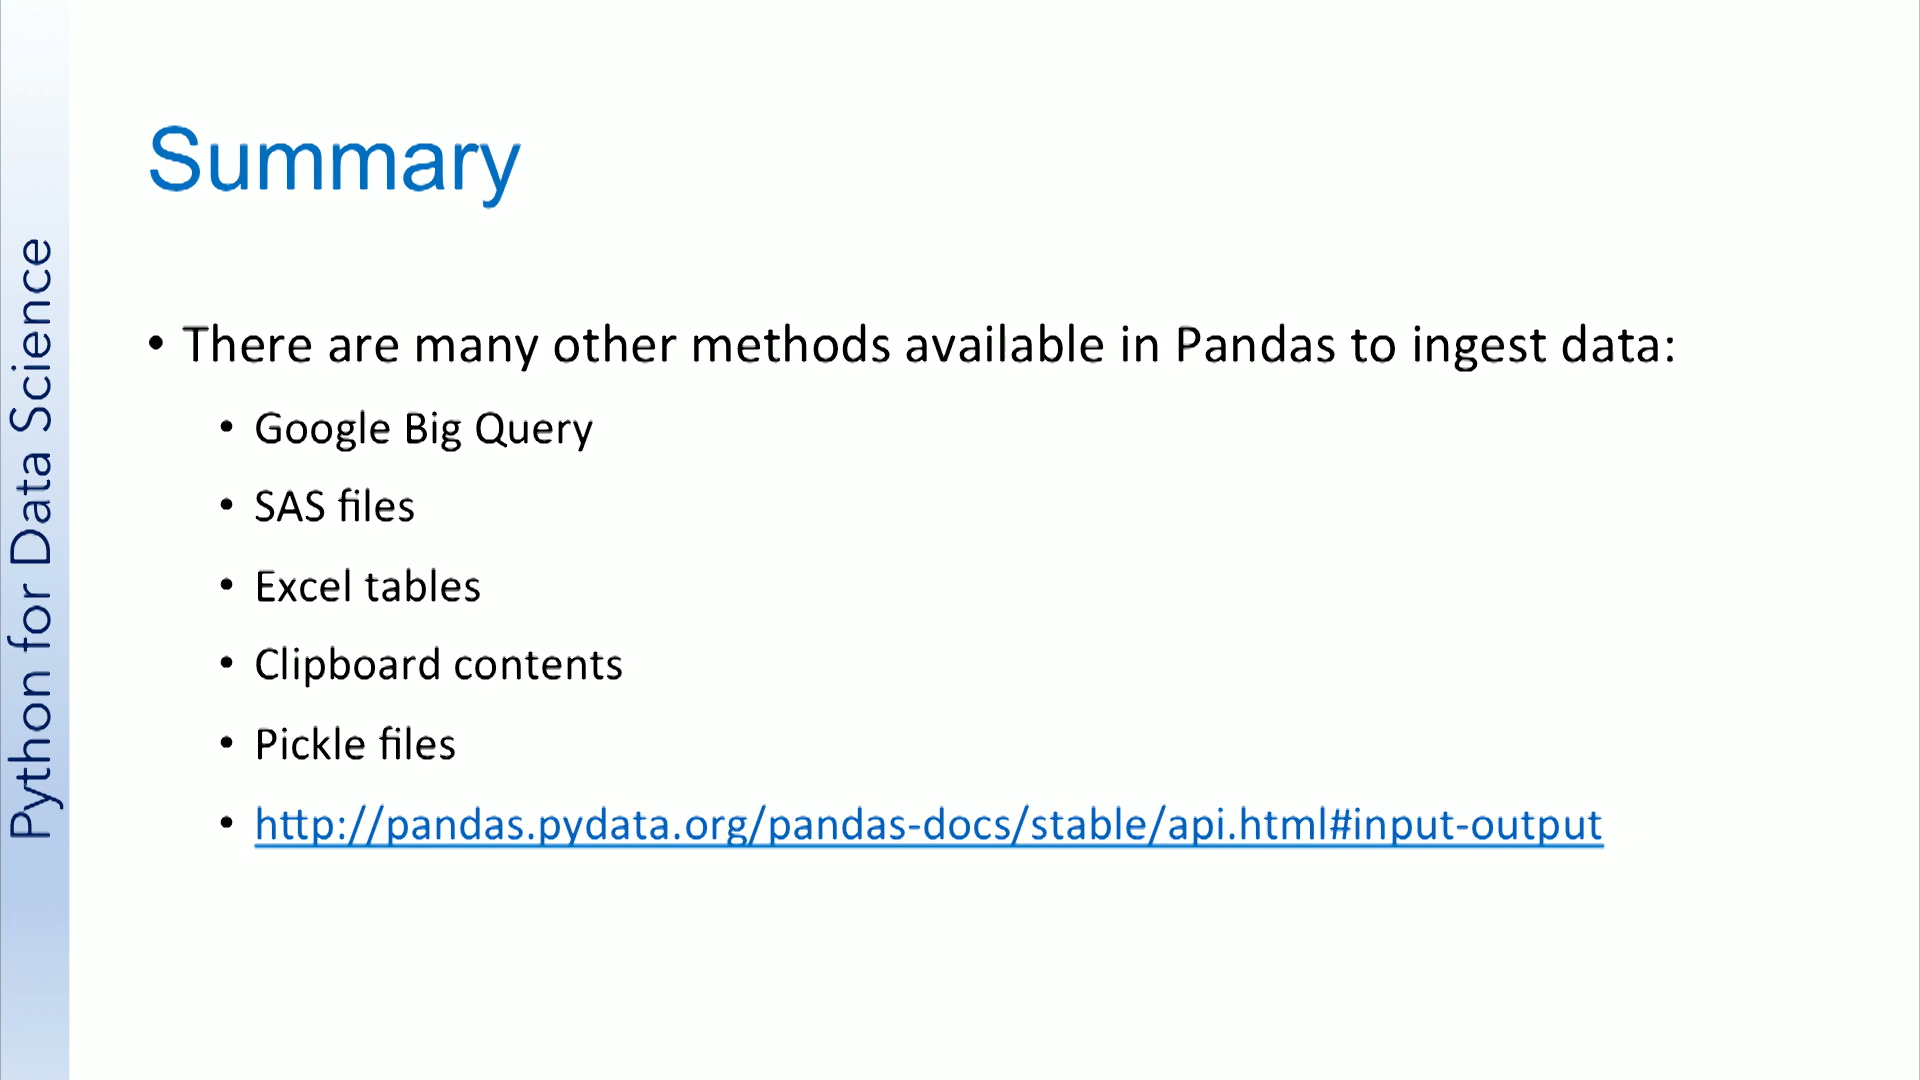 Python for Data Science
Summary
• There are many other methods available in Pandas to ingest data:
• Google Big Query
• SAS files
• Excel tables
• Clipboard contents
• Pickle files
• http://pandas.pydata.org/pandas-docs/stable/api.html#input-output